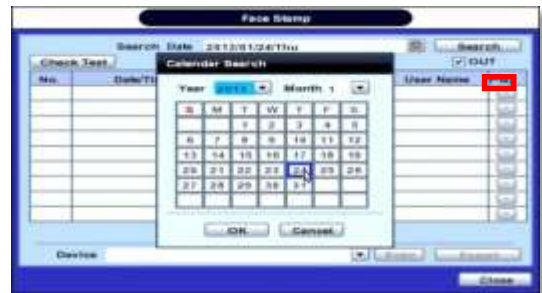 Face Stamp
Search Date 2013/01/24/Thu Search
Check Test OUT
No. Date/Ti User Name
Calendar Search
Year 2013 Month 1
S M T W T F S
1 2 3 4 5
6 7 8 9 10 11 12
13 14 15 16 17 18 19
20 21 22 23 24 25 26
27 28 29 30 31
OK Cancel
Device
Close